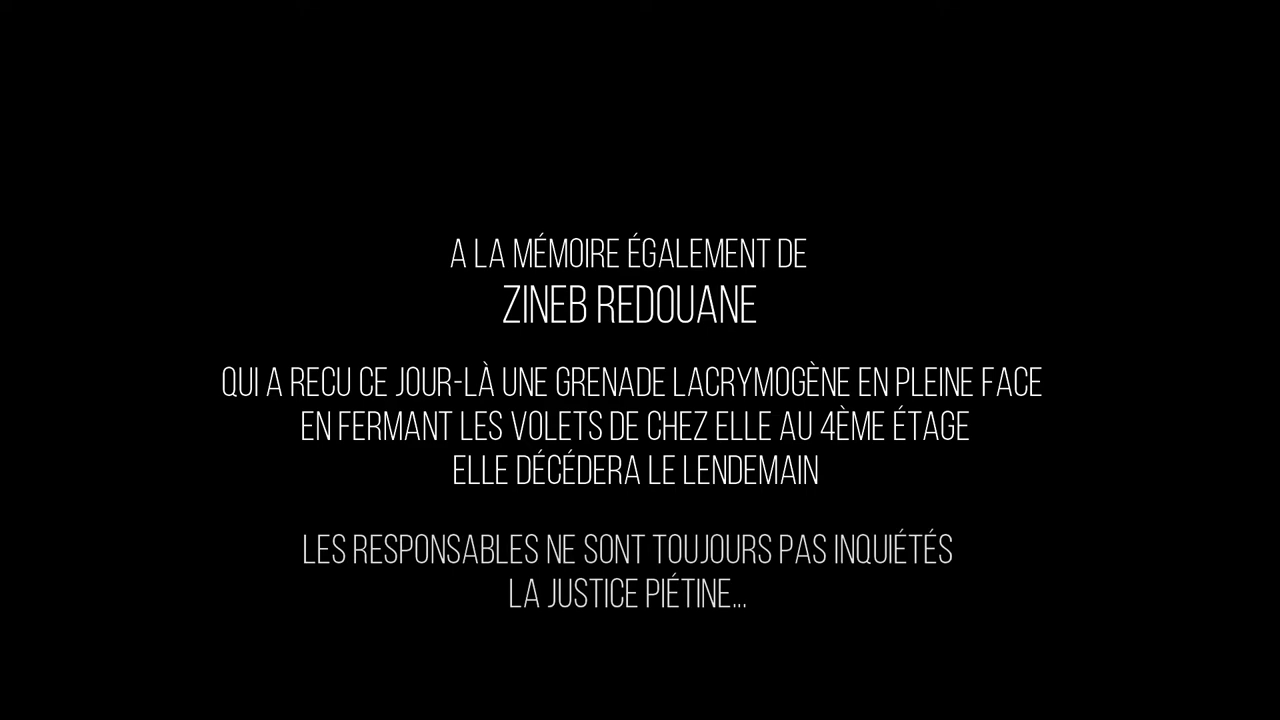 A LA MÉMOIRE ÉGALEMENT DE
ZINEB REDOUANE
QUI A RECU CE JOUR-LÀ UNE GRENADE LACRYMOGÈNE EN PLEINE FACE
EN FERMANT LES VOLETS DE CHEZ ELLE AU 4ÈME ÉTAGE
ELLE DÉCÉDERA LE LENDEMAIN
LES RESPONSABLES NE SONT TOUJOURS PAS INQUIÉTÉS
LA JUSTICE PIÉTINE...